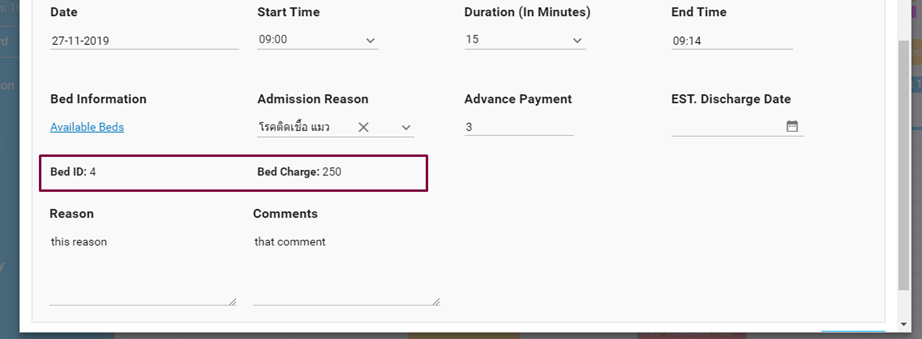 Date Start Time Duration (In Minutes) End Time
27-11-2019 09:00 15 09:14
Bed Information Admission Reason Advance Payment EST. Discharge Date
Available Beds โรคติดเชื้อ แมว 3
Bed ID: 4 Bed Charge: 250
Reason Comments
this reason that comment